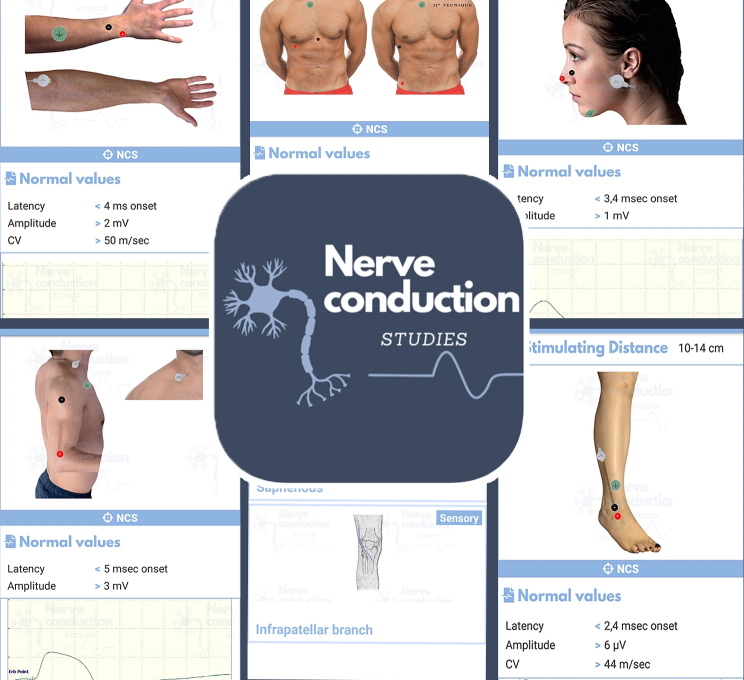 II° TECNIQUE
NCS
Normal values
Latency < 4 ms onset
Amplitude > 2 mV
CV > 50 m/sec
NCS
Normal values
NCS
Normal values
tency < 3,4 msec onset
plitude > 1 mV
Nerve
conduction
STUDIES
NCS
Normal values
Latency < 5 msec onset
Amplitude > 3 mV
Erb Point
Saphenous
Sensory
Infrapatellar branch
Stimulating Distance 10-14 cm
NCS
Normal values
Latency < 2,4 msec onset
Amplitude > 6 µV
CV > 44 m/sec